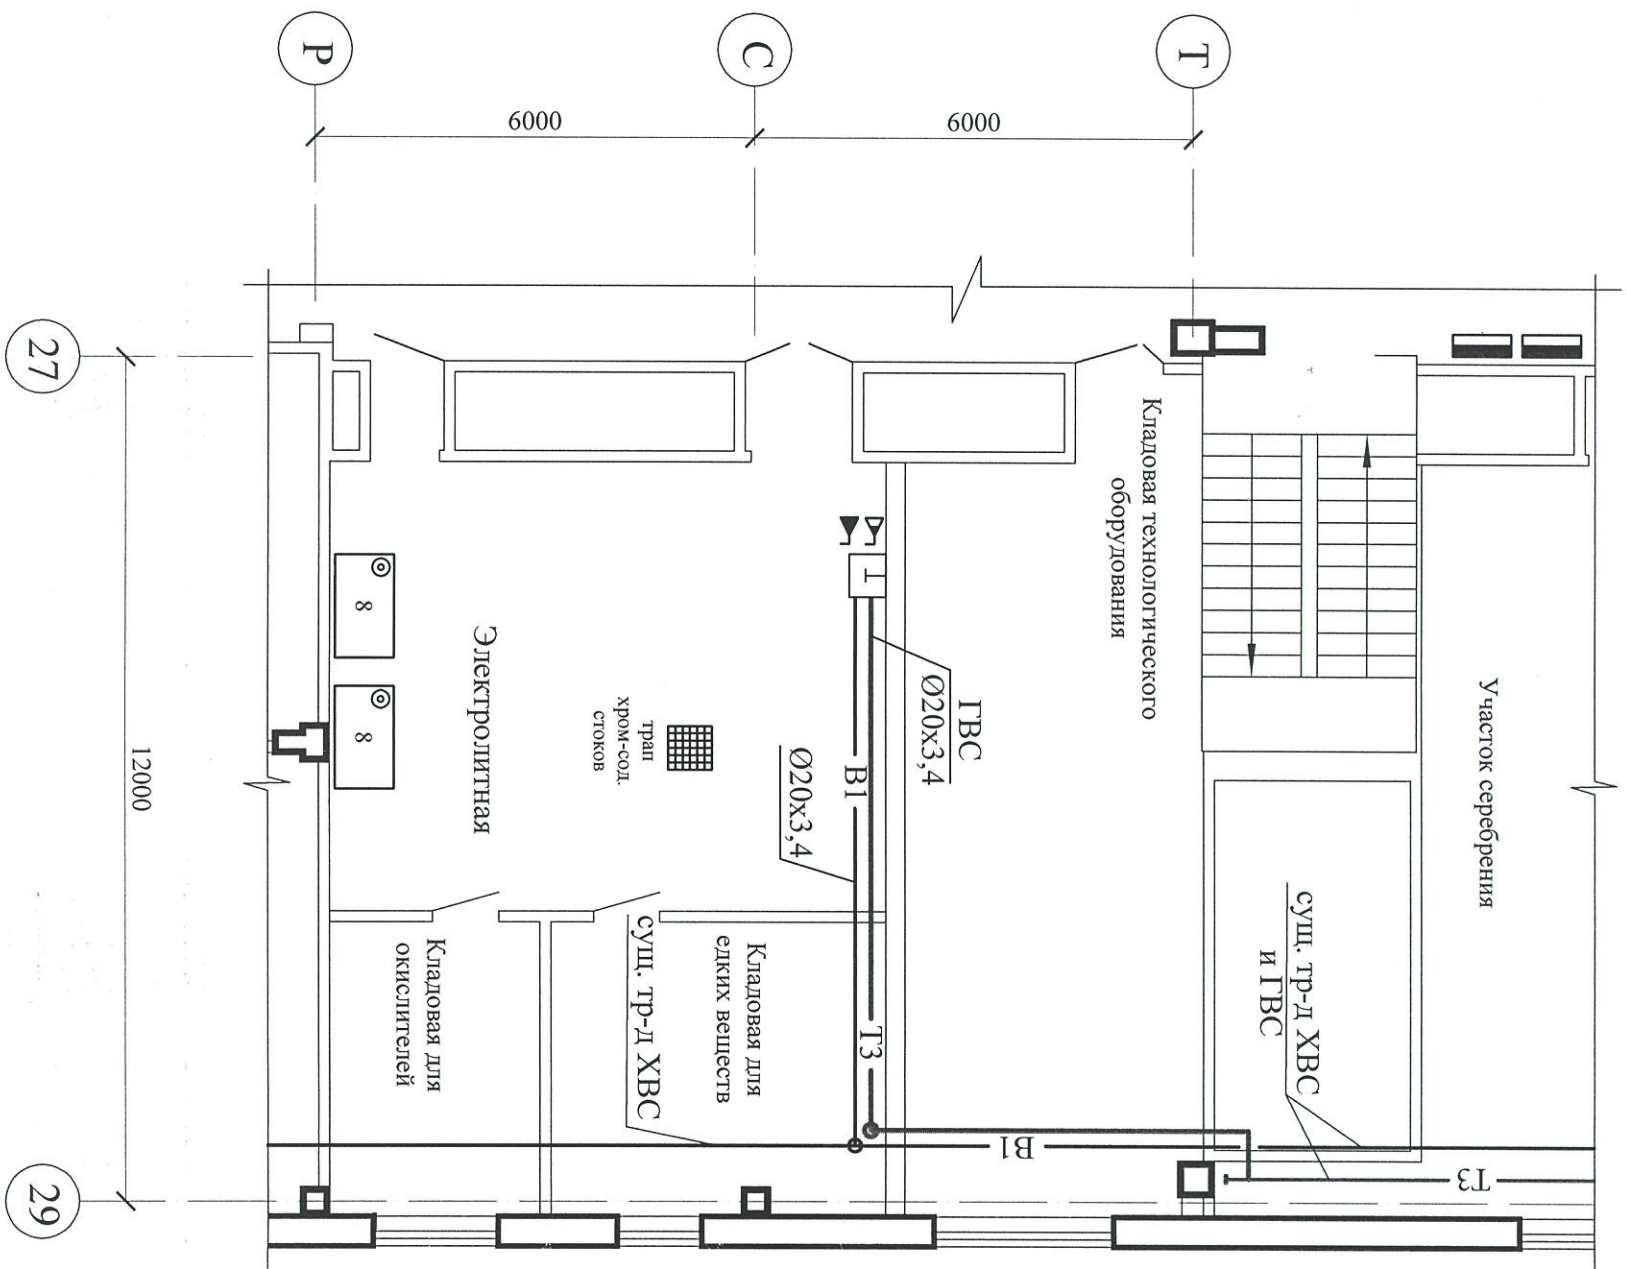 Р
С
Т
6000
6000
27
29
12000
Кладовая технологического
оборудования
Участок серебрения
ГВС
Ø20х3,4
Ø20х3,4
В1
Т3
трап
хром-сод.
стоков
Электролитная
8
8
сущ. тр-д ХВС
и ГВС
сущ. тр-д ХВС
Кладовая для
едких веществ
Кладовая для
окислителей
В1
Т3